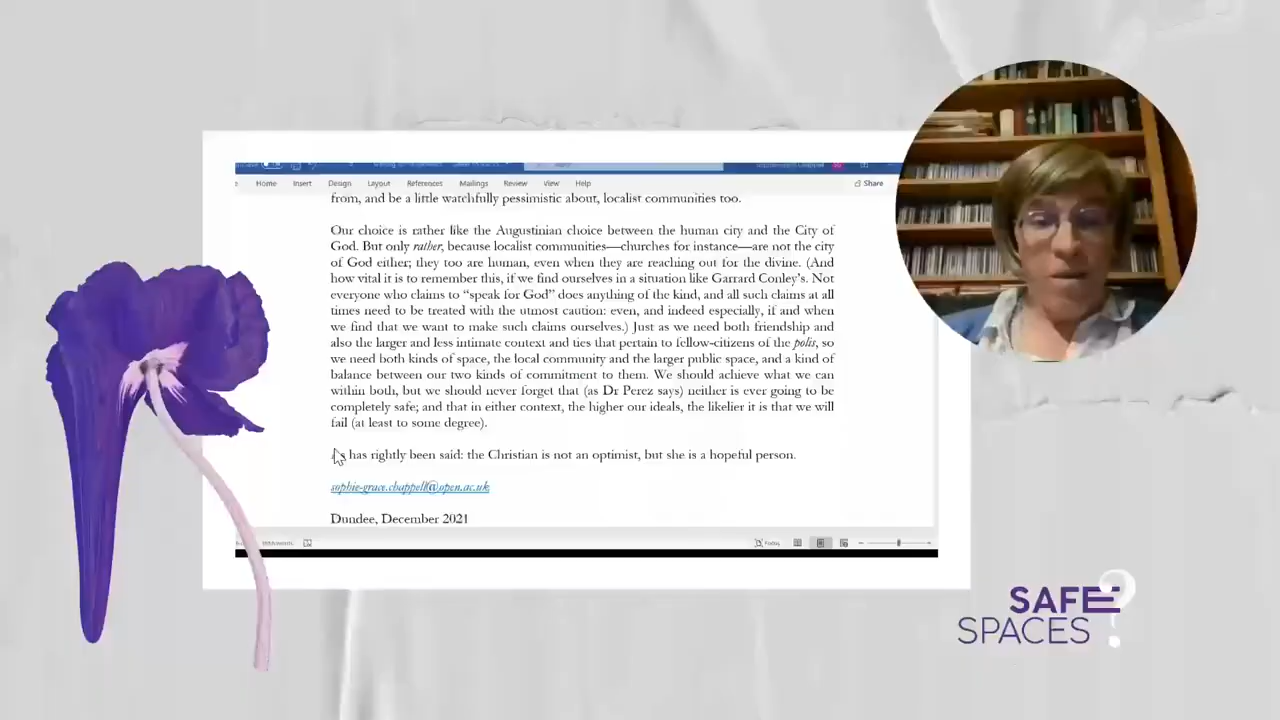 Home Insert Design Layout References Mailings Review View Help Share
from, and be a little watchfully pessimistic about, localist communities too.
Our choice is rather like the Augustinian choice between the human city and the City of
God. But only rather, because localist communities—churches for instance—are not the city
of God either; they too are human, even when they are reaching out for the divine. (And
how vital it is to remember this, if we find ourselves in a situation like Garrard Conley’s. Not
everyone who claims to “speak for God” does anything of the kind, and all such claims at all
times need to be treated with the utmost caution: even, and indeed especially, if and when
we find that we want to make such claims ourselves.) Just as we need both friendship and
also the larger and less intimate context and ties that pertain to fellow-citizens of the polis, so
we need both kinds of space, the local community and the larger public space, and a kind of
balance between our two kinds of commitment to them. We should achieve what we can
within both, but we should never forget that (as Dr Perez says) neither is ever going to be
completely safe; and that in either context, the higher our ideals, the likelier it is that we will
fail (at least to some degree).
has rightly been said: the Christian is not an optimist, but she is a hopeful person.
sophie-grace.chappell@open.ac.uk
Dundee, December 2021
Focus
SAFE
SPACES ?